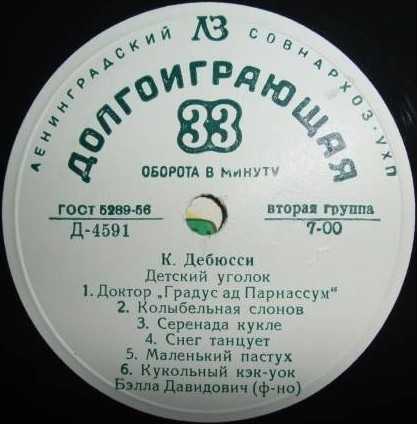 ЛЕНИНГРАДСКИЙ ЛЗ СОВНАРХОЗ·УХП
ДОЛГОИГРАЮЩАЯ
33
ОБОРОТА В МИНУТУ
ГОСТ 5289-56
Д-4591
вторая группа
7-00
К. Дебюсси
Детский уголок
1. Доктор „Градус ад Парнассум"
2. Колыбельная слонов
3. Серенада кукле
4. Снег танцует
5. Маленький пастух
6. Кукольный кэк-уок
Бэлла Давидович (ф-но)